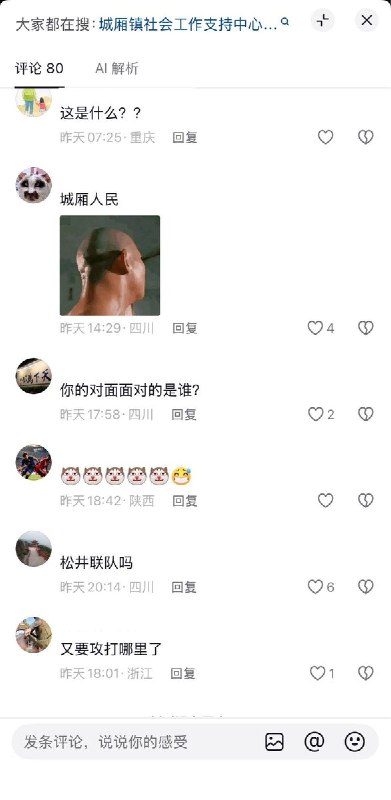 大家都在搜：城厢镇社会工作支持中心...
评论 80
AI 解析
这是什么？？
昨天 07:25 · 重庆 回复
城厢人民
昨天 14:29 · 四川 回复
4
你的对面面对的是谁?
昨天 17:58 · 四川 回复
2
昨天 18:42 · 陕西 回复
松井联队吗
昨天 20:14 · 四川 回复
6
又要攻打哪里了
昨天 18:01 · 浙江 回复
1
发条评论，说说你的感受